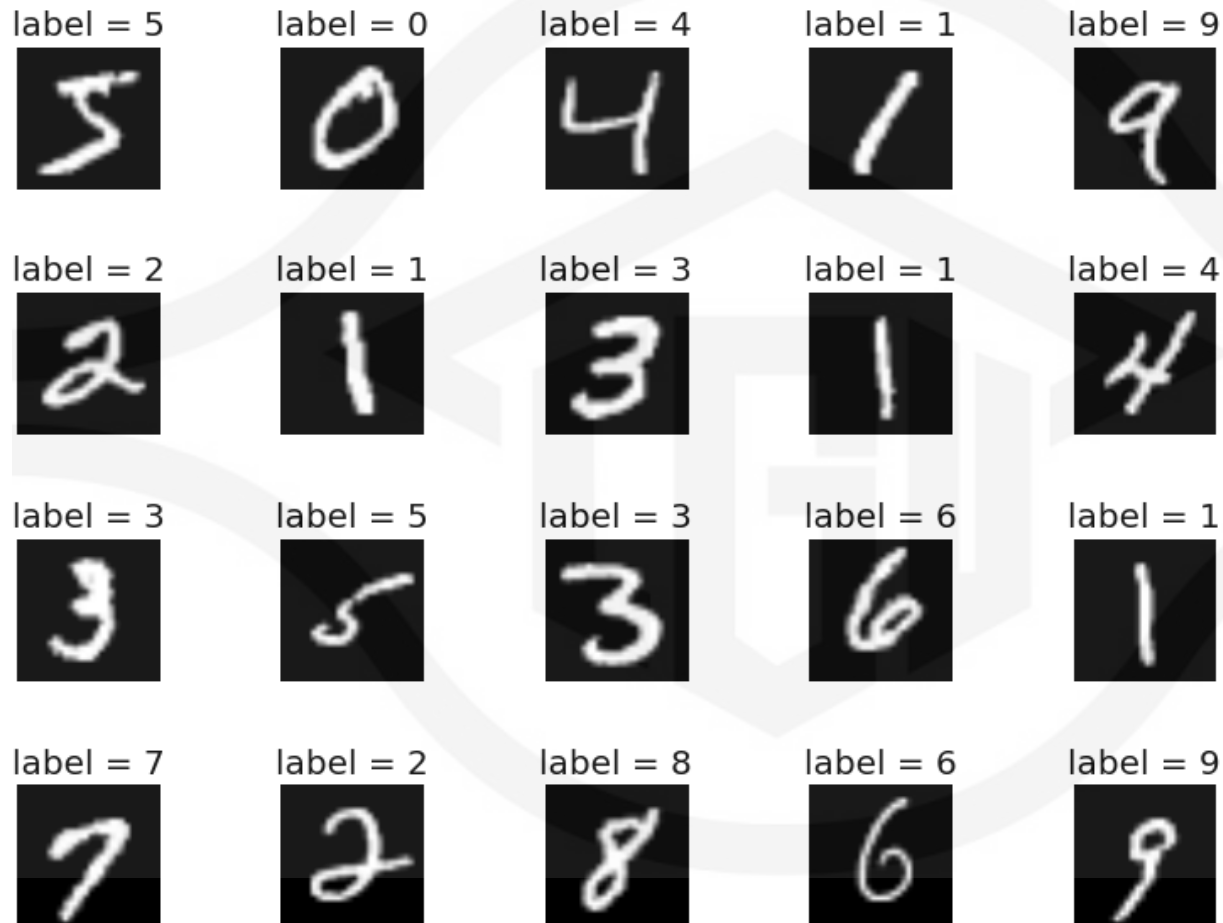 label = 5 label = 0 label = 4 label = 1 label = 9
5 0 4 1 9
label = 2 label = 1 label = 3 label = 1 label = 4
2 1 3 1 4
label = 3 label = 5 label = 3 label = 6 label = 1
3 5 3 6 1
label = 7 label = 2 label = 8 label = 6 label = 9
7 2 8 6 9